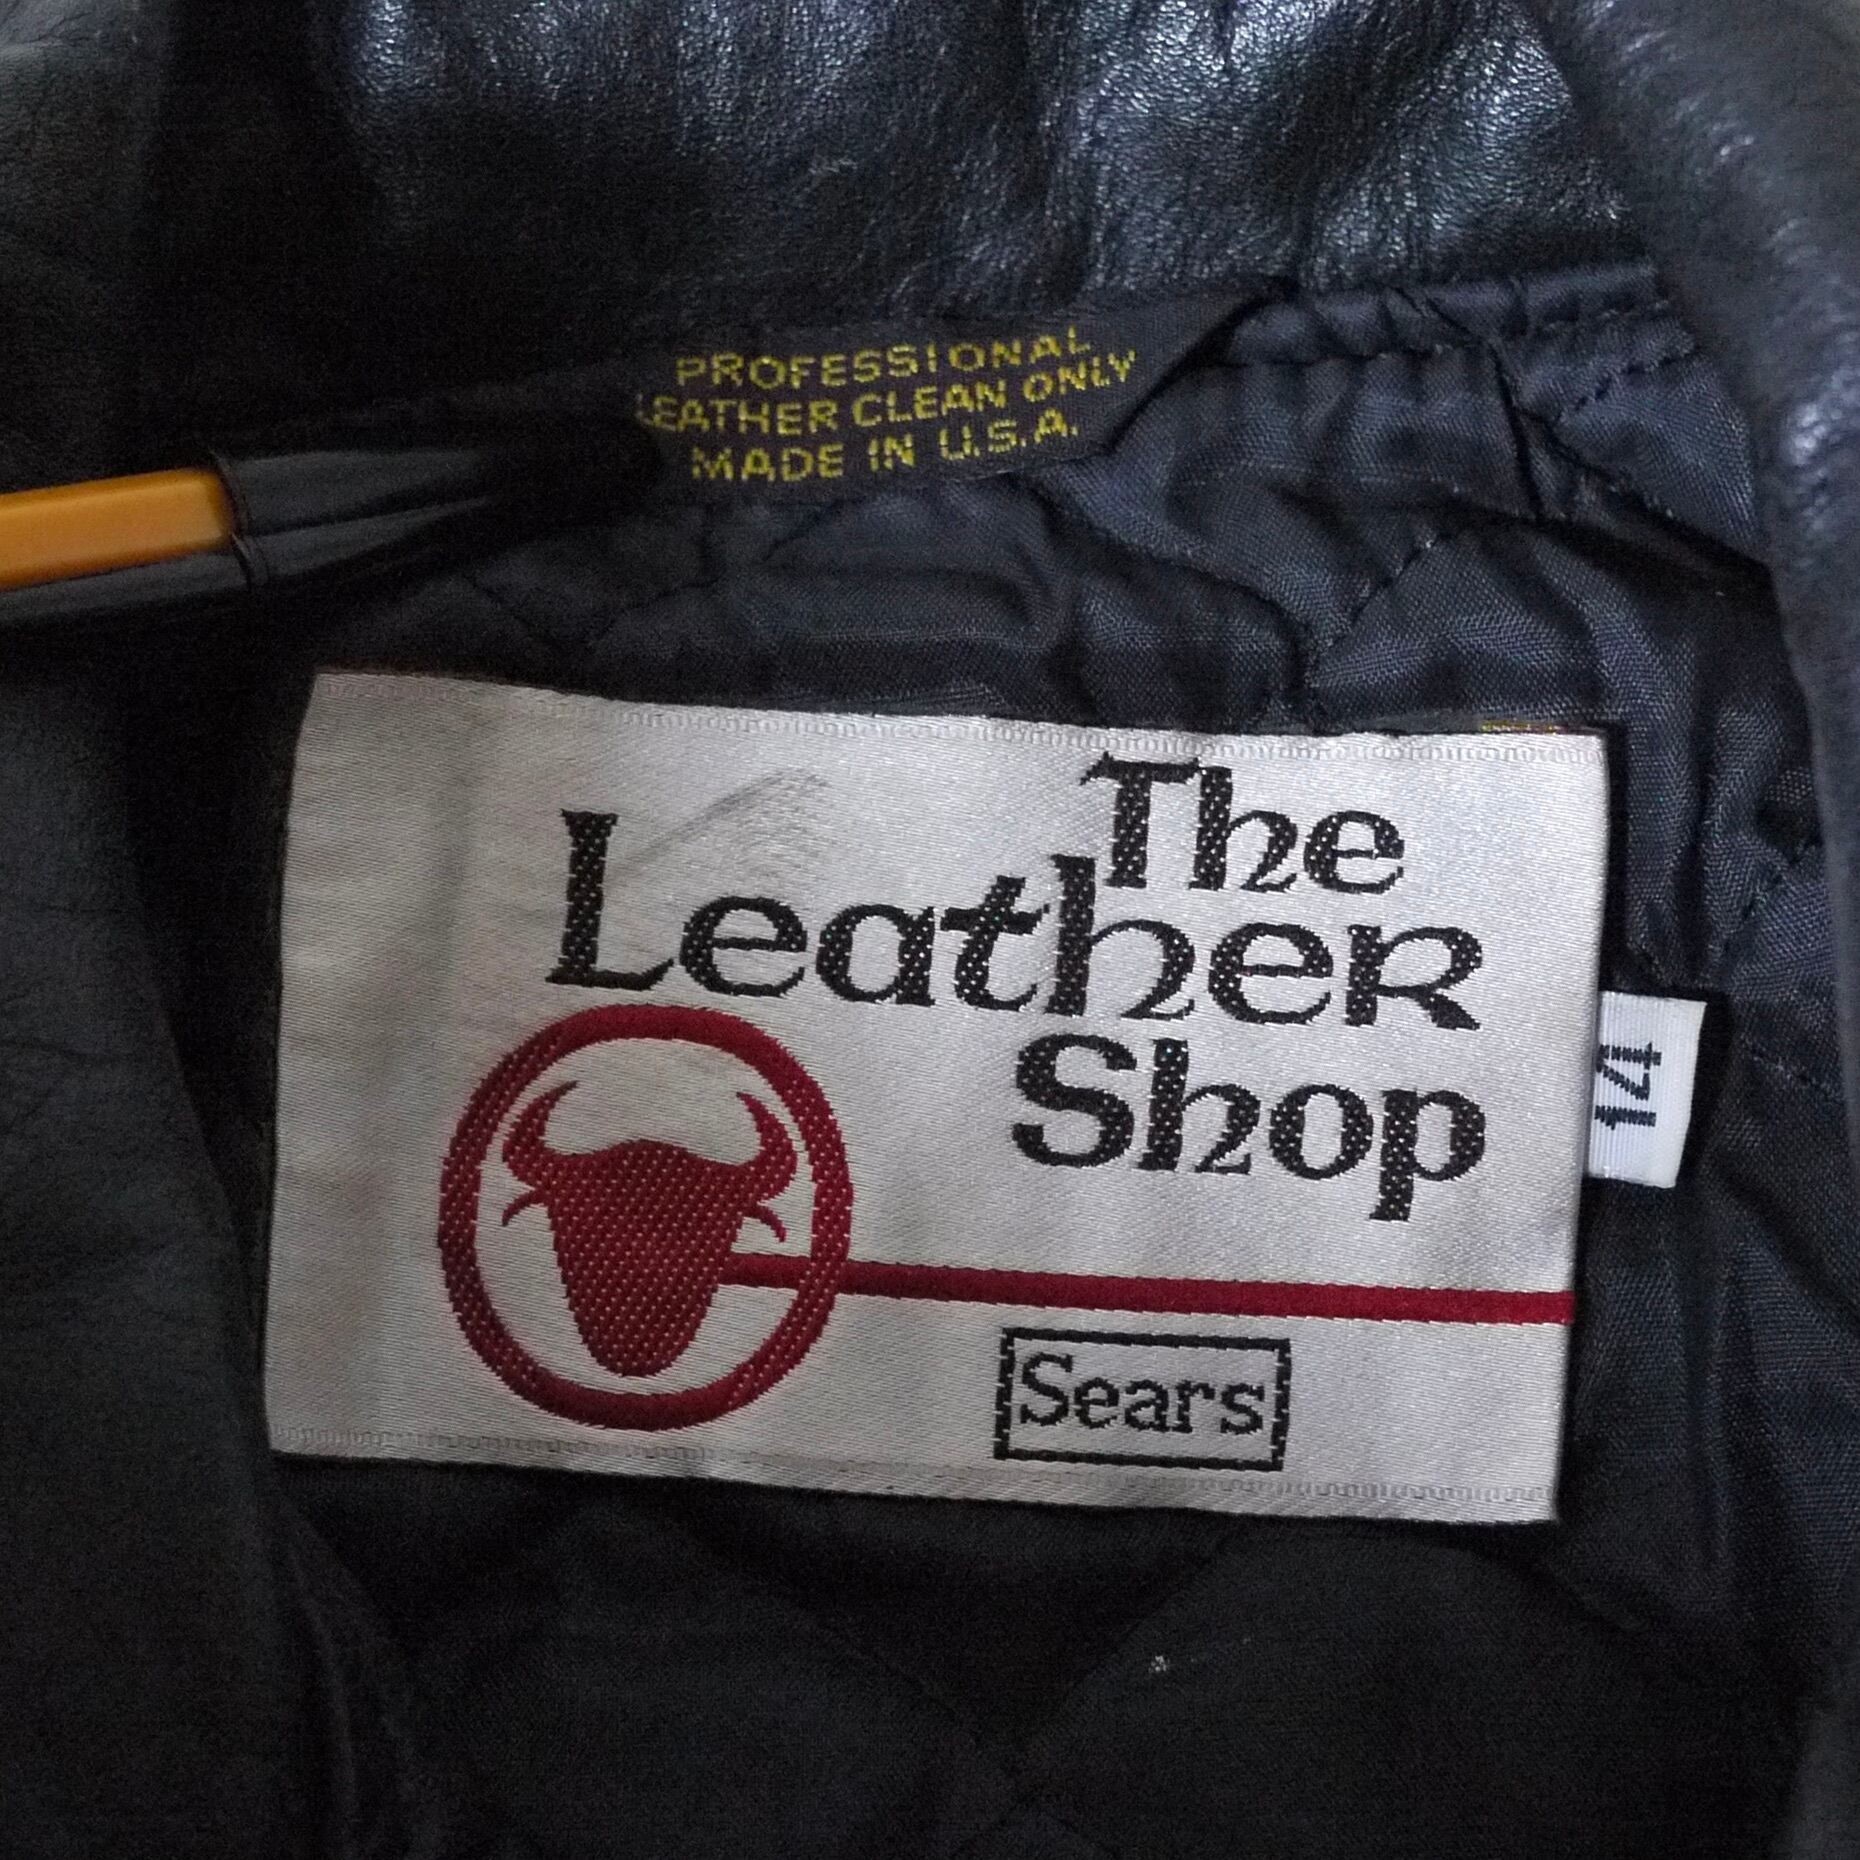 PROFESSIONAL
LEATHER CLEAN ONLY
MADE IN U.S.A.
The
Leather
Shop
14
Sears